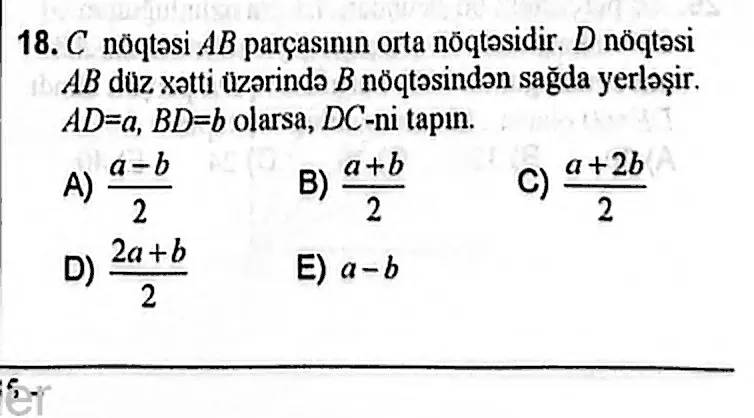 18. C nöqtəsi AB parçasının orta nöqtəsidir. D nöqtəsi
AB düz xətti üzərində B nöqtəsindən sağda yerləşir.
AD=a, BD=b olarsa, DC-ni tapın.
A) (a-b)/2 B) (a+b)/2 C) (a+2b)/2
D) (2a+b)/2 E) a-b